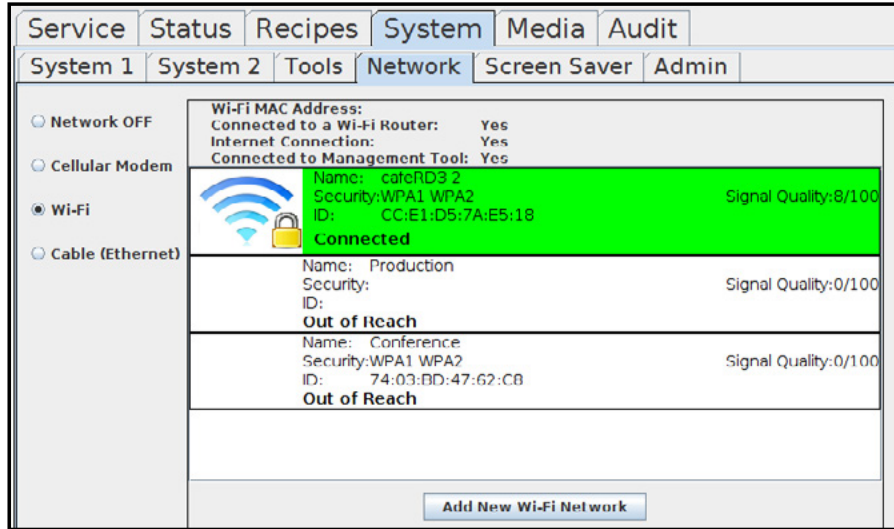 Service Status Recipes System Media Audit
System 1 System 2 Tools Network Screen Saver Admin
Network OFF
Cellular Modem
Wi-Fi
Cable (Ethernet)
Wi-Fi MAC Address:
Connected to a Wi-Fi Router: Yes
Internet Connection: Yes
Connected to Management Tool: Yes
Name: cafeRD3 2
Security:WPA1 WPA2 Signal Quality:8/100
ID: CC:E1:D5:7A:E5:18
Connected
Name: Production
Security: Signal Quality:0/100
ID:
Out of Reach
Name: Conference
Security:WPA1 WPA2 Signal Quality:0/100
ID: 74:03:BD:47:62:C8
Out of Reach
Add New Wi-Fi Network